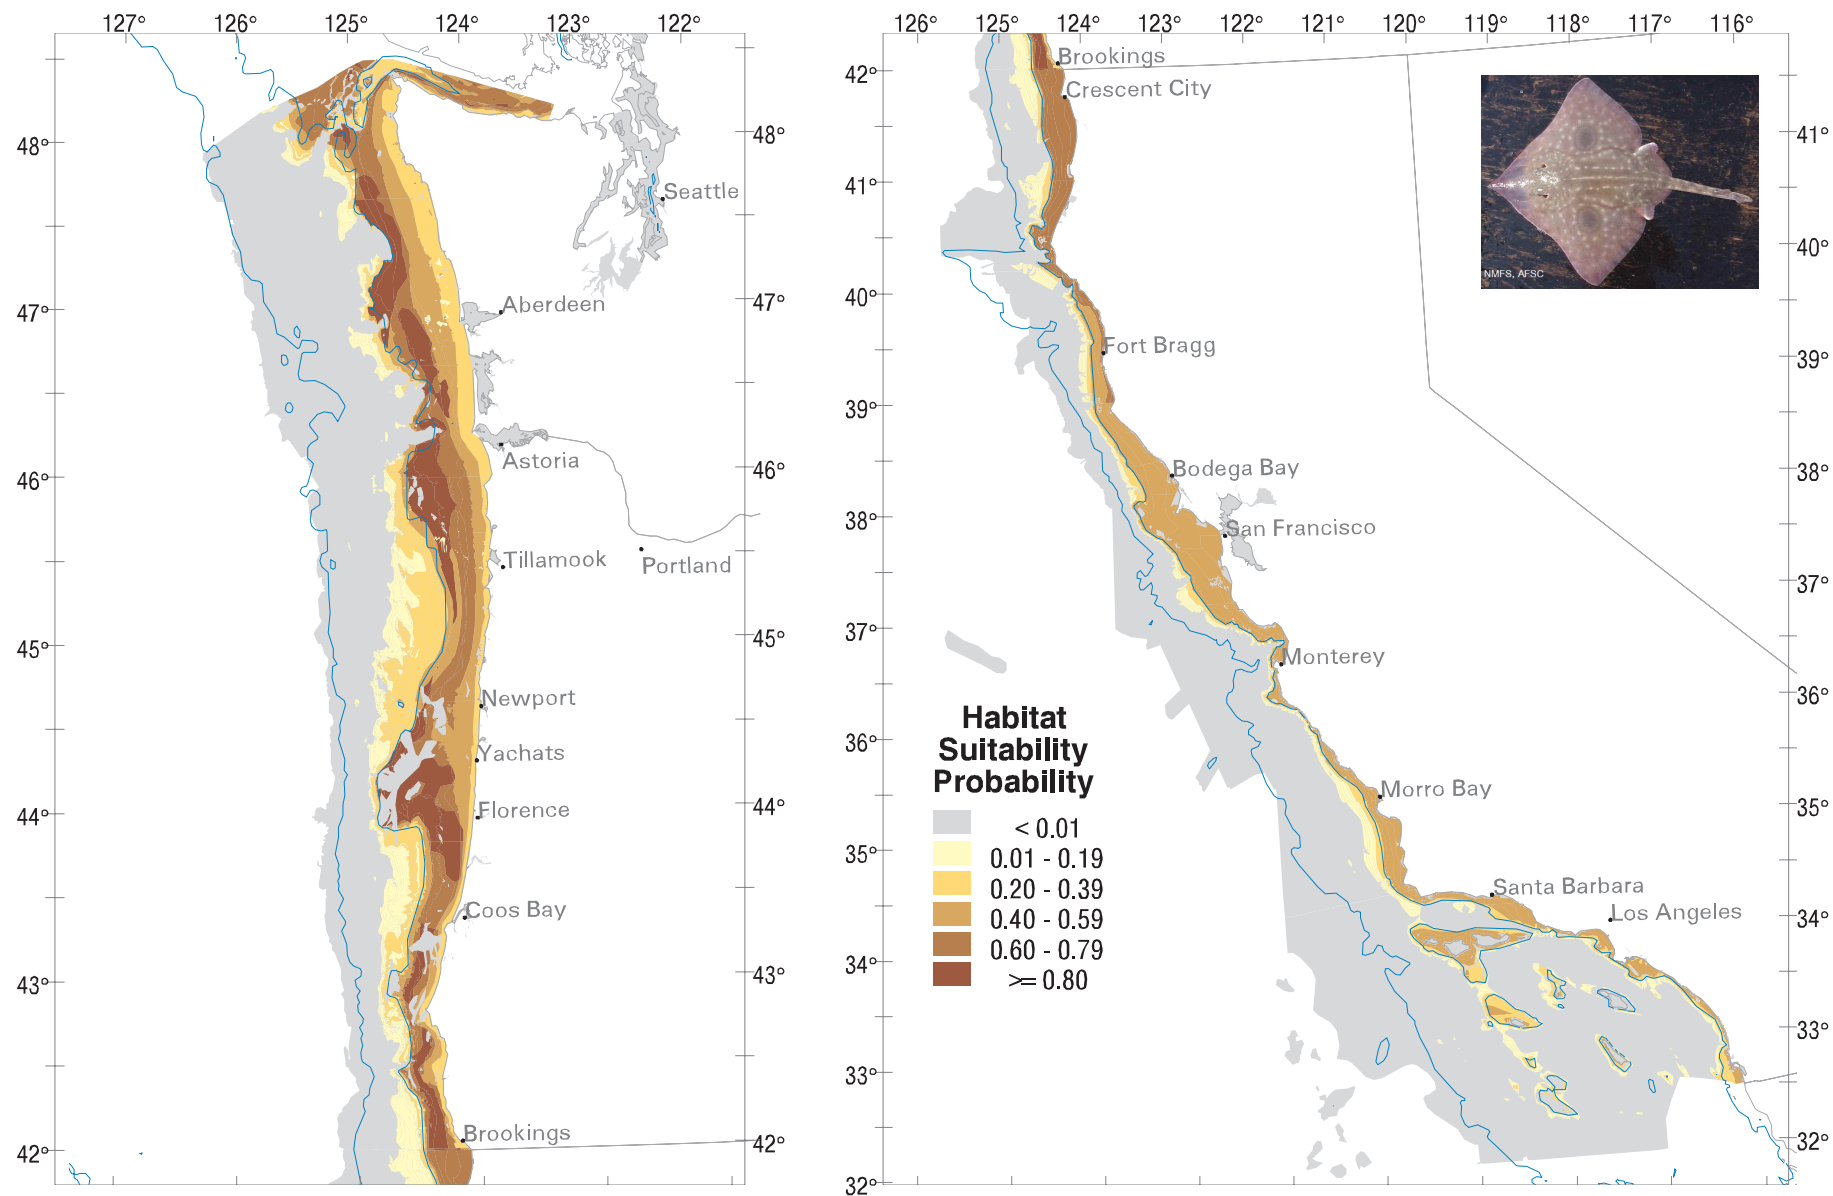 127°
126°
125°
124°
123°
122°
48°
47°
46°
45°
44°
43°
42°
48°
47°
46°
45°
44°
43°
42°
Seattle
Aberdeen
Astoria
Tillamook
Portland
Newport
Yachats
Florence
Coos Bay
Brookings
126°
125°
124°
123°
122°
121°
120°
119°
118°
117°
116°
42°
41°
40°
39°
38°
37°
36°
35°
34°
33°
32°
41°
40°
39°
38°
37°
36°
35°
34°
33°
32°
Brookings
Crescent City
Fort Bragg
Bodega Bay
San Francisco
Monterey
Morro Bay
Santa Barbara
Los Angeles
NMFS, AFSC
Habitat
Suitability
Probability
< 0.01
0.01 - 0.19
0.20 - 0.39
0.40 - 0.59
0.60 - 0.79
>= 0.80